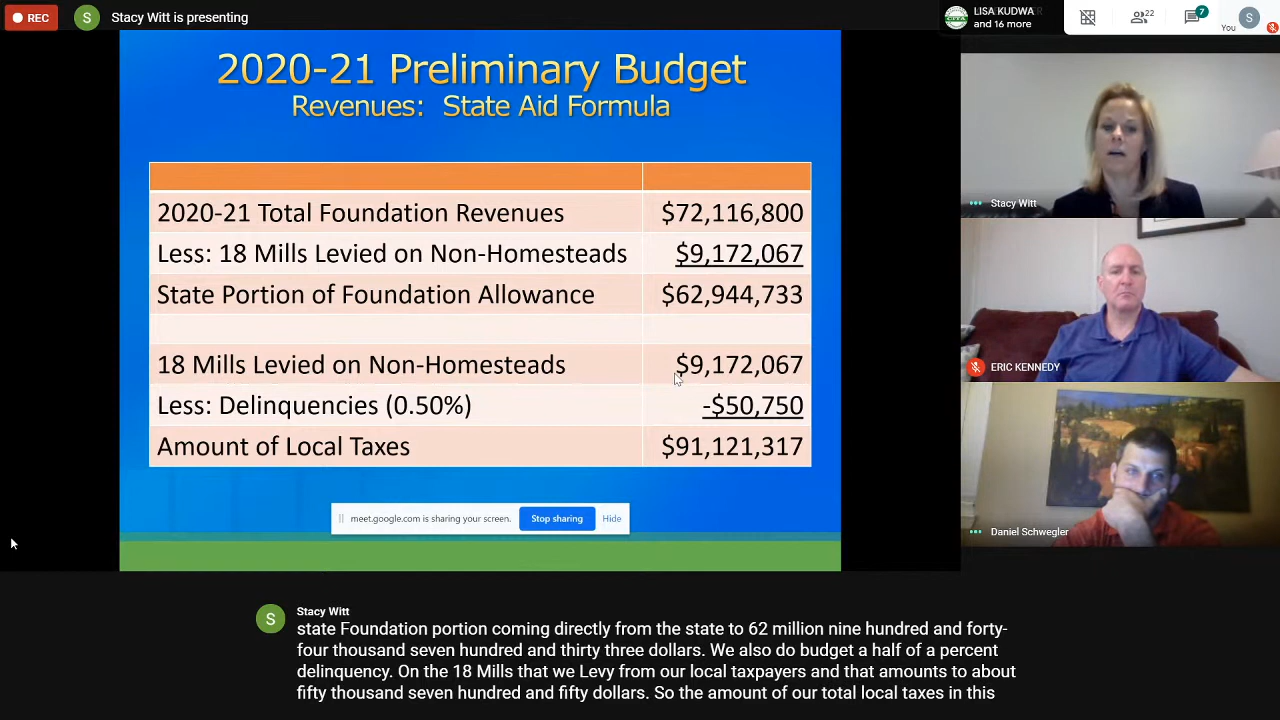 REC
S
Stacy Witt is presenting
LISA KUDWA
and 16 more
22
7
You
S
2020-21 Preliminary Budget
Revenues: State Aid Formula
2020-21 Total Foundation Revenues $72,116,800
Less: 18 Mills Levied on Non-Homesteads $9,172,067
State Portion of Foundation Allowance $62,944,733
18 Mills Levied on Non-Homesteads $9,172,067
Less: Delinquencies (0.50%) -$50,750
Amount of Local Taxes $91,121,317
meet.google.com is sharing your screen. Stop sharing Hide
Stacy Witt
ERIC KENNEDY
Daniel Schwegler
S
Stacy Witt
state Foundation portion coming directly from the state to 62 million nine hundred and forty-
four thousand seven hundred and thirty three dollars. We also do budget a half of a percent
delinquency. On the 18 Mills that we Levy from our local taxpayers and that amounts to about
fifty thousand seven hundred and fifty dollars. So the amount of our total local taxes in this